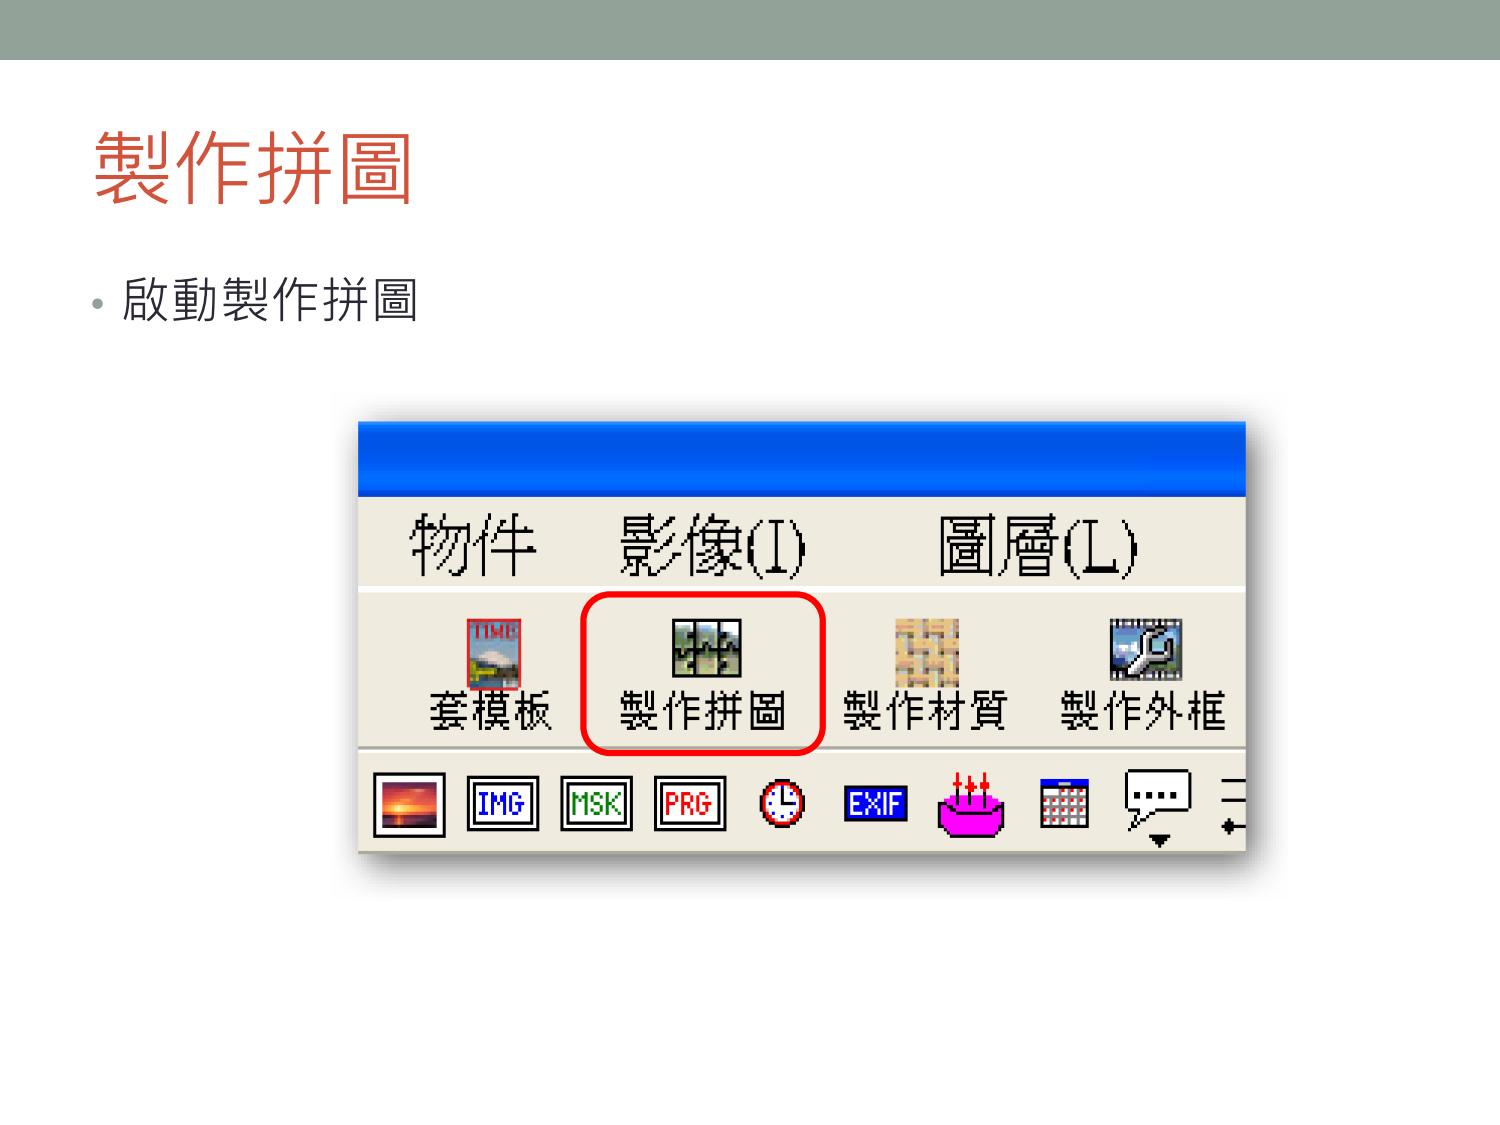 製作拼圖
• 啟動製作拼圖
物件 影像(I) 圖層(L)
TIME
套模板 製作拼圖 製作材質 製作外框
IMG MSK PRG EXIF